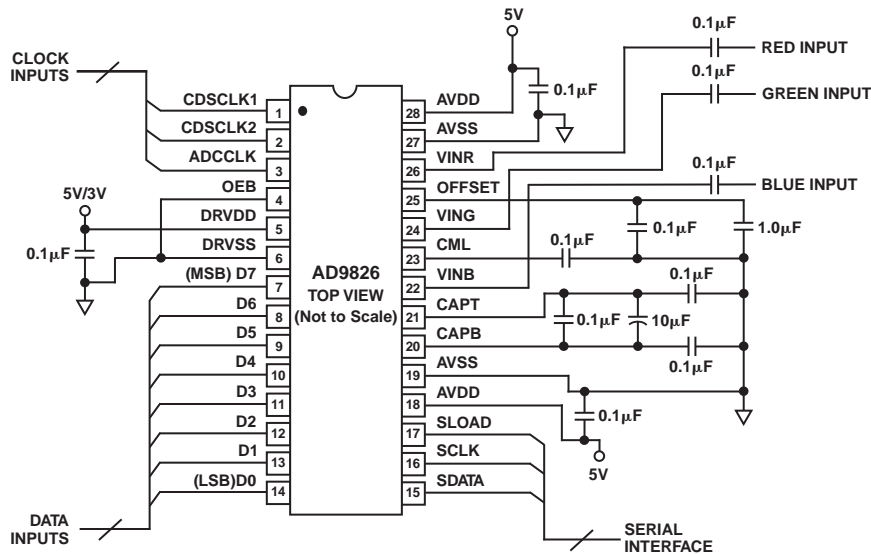 5V
0.1µF
RED INPUT
CLOCK
INPUTS
0.1µF
GREEN INPUT
0.1µF
CDSCLK1 1 28 AVDD
CDSCLK2 2 27 AVSS
ADCCLK 3 26 VINR
0.1µF
BLUE INPUT
OEB 4 25 OFFSET
5V/3V
DRVDD 5 24 VING
0.1µF
1.0µF
0.1µF
DRVSS 6 23 CML
0.1µF
(MSB) D7 7 22 VINB
AD9826
TOP VIEW
(Not to Scale)
D6 8 21 CAPT
0.1µF
0.1µF
10µF
D5 9 20 CAPB
0.1µF
D4 10 19 AVSS
D3 11 18 AVDD
0.1µF
D2 12 17 SLOAD
D1 13 16 SCLK
5V
(LSB)D0 14 15 SDATA
DATA
INPUTS
SERIAL
INTERFACE